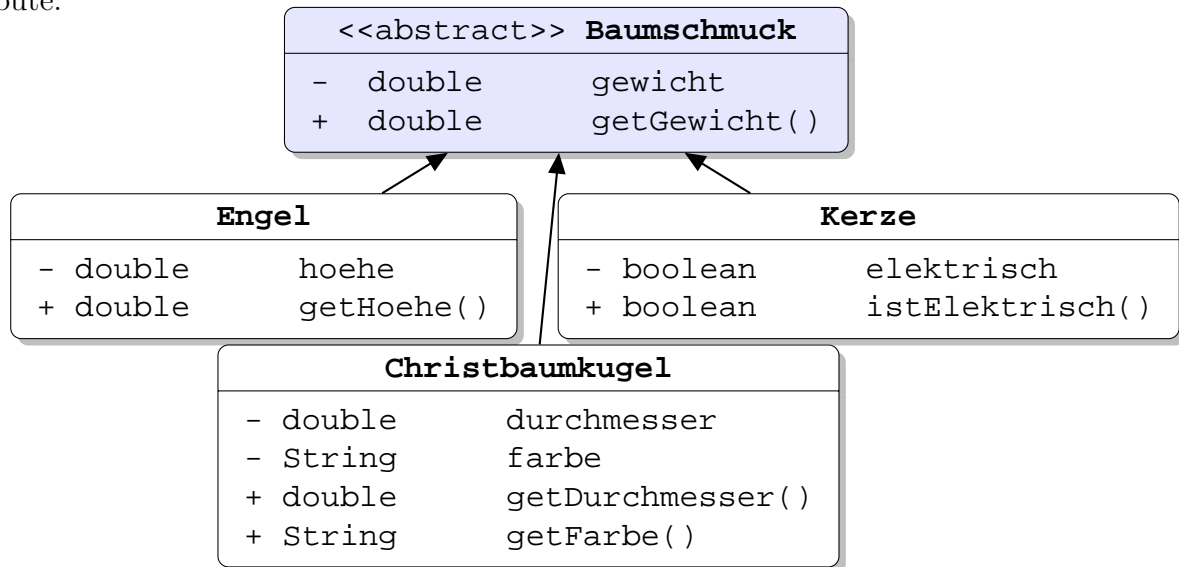 <<abstract>> Baumschmuck
- double gewicht
+ double getGewicht()
Engel
- double hoehe
+ double getHoehe()
Kerze
- boolean elektrisch
+ boolean istElektrisch()
Christbaumkugel
- double durchmesser
- String farbe
+ double getDurchmesser()
+ String getFarbe()